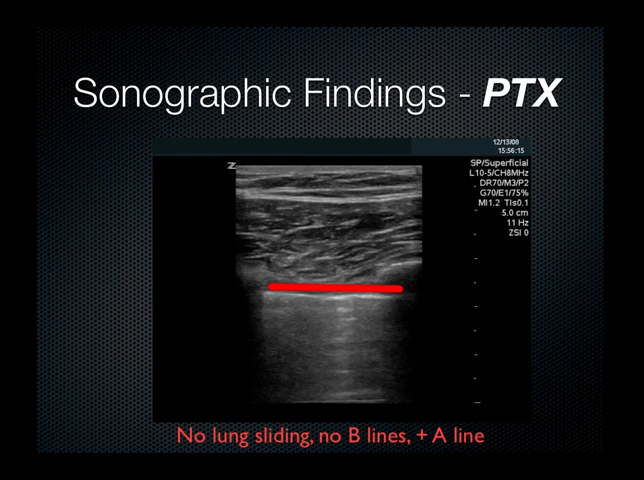 Sonographic Findings - PTX
12/13/08
15:56:15
Z
SP/Superficial
L10-5/CH8MHz
DR70/M3/P2
G70/E1/75%
MI1.2 TIs0.1
5.0 cm
11 Hz
ZSI 0
No lung sliding, no B lines, + A line